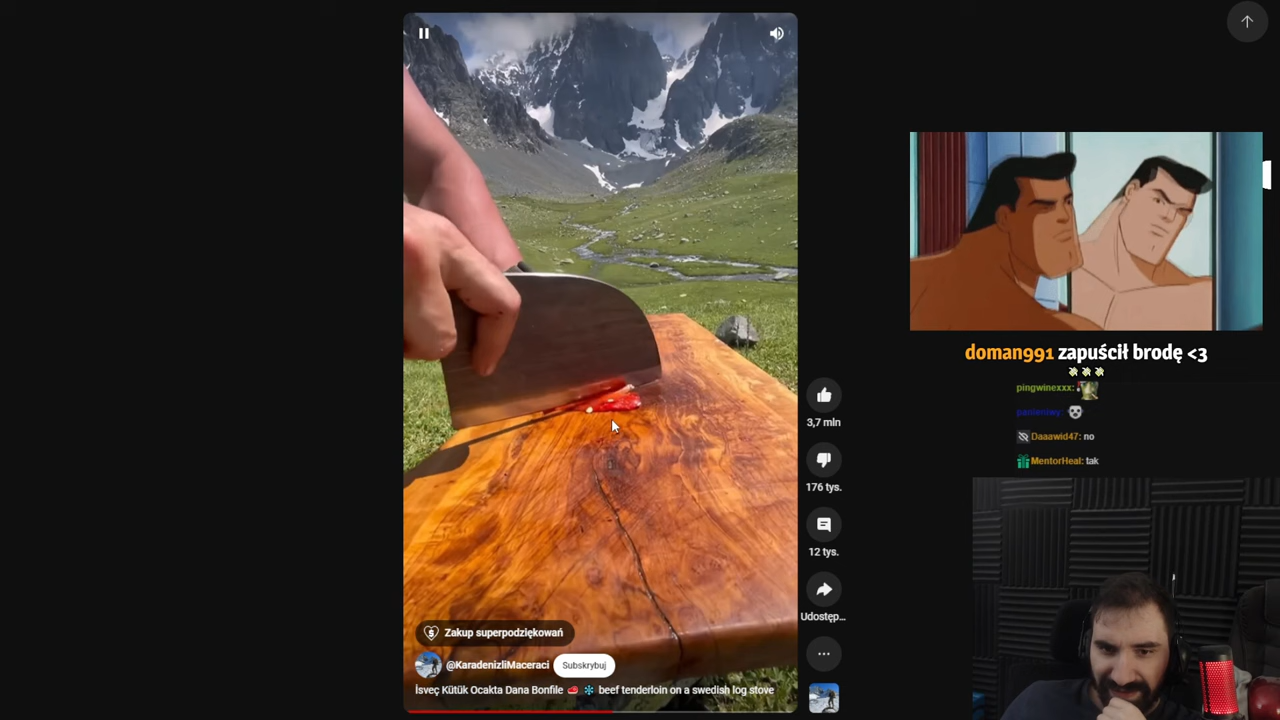 3,7 mln
176 tys.
12 tys.
Udostęp...
Zakup superpodziękowań
@KaradenizliMaceraci
Subskrybuj
İsveç Kütük Ocakta Dana Bonfile beef tenderloin on a swedish log stove
doman991 zapuścił brodę <3
pingwinexxx:
panieniwy:
Daaawid47: no
MentorHeal: tak